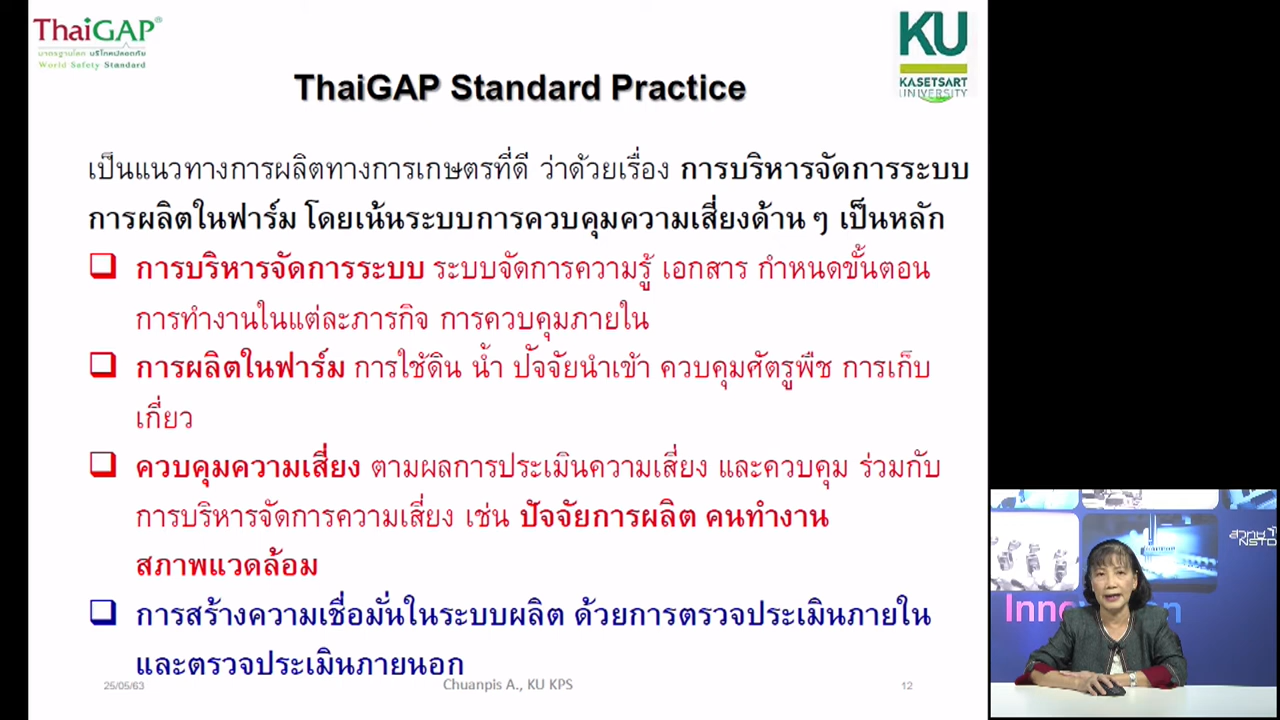 ThaiGAP®
มาตรฐานโลก บริโภคปลอดภัย
World Safety Standard
KU
KASETSART
UNIVERSITY
ThaiGAP Standard Practice
เป็นแนวทางการผลิตทางการเกษตรที่ดี ว่าด้วยเรื่อง การบริหารจัดการระบบ
การผลิตในฟาร์ม โดยเน้นระบบการควบคุมความเสี่ยงด้าน ๆ เป็นหลัก
การบริหารจัดการระบบ ระบบจัดการความรู้ เอกสาร กำหนดขั้นตอน
การทำงานในแต่ละภารกิจ การควบคุมภายใน
การผลิตในฟาร์ม การใช้ดิน น้ำ ปัจจัยนำเข้า ควบคุมศัตรูพืช การเก็บ
เกี่ยว
ควบคุมความเสี่ยง ตามผลการประเมินความเสี่ยง และควบคุม ร่วมกับ
การบริหารจัดการความเสี่ยง เช่น ปัจจัยการผลิต คนทำงาน
สภาพแวดล้อม
การสร้างความเชื่อมั่นในระบบผลิต ด้วยการตรวจประเมินภายใน
และตรวจประเมินภายนอก
25/05/63
Chuanpis A., KU KPS
12
สวทช
NSTD